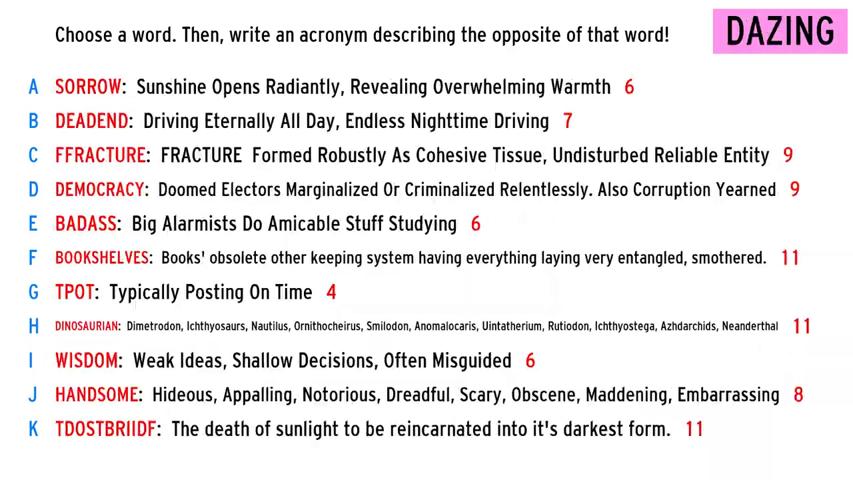 Choose a word. Then, write an acronym describing the opposite of that word! DAZING
A SORROW: Sunshine Opens Radiantly, Revealing Overwhelming Warmth 6
B DEADEND: Driving Eternally All Day, Endless Nighttime Driving 7
C FFRACTURE: FRACTURE Formed Robustly As Cohesive Tissue, Undisturbed Reliable Entity 9
D DEMOCRACY: Doomed Electors Marginalized Or Criminalized Relentlessly. Also Corruption Yearned 9
E BADASS: Big Alarmists Do Amicable Stuff Studying 6
F BOOKSHELVES: Books' obsolete other keeping system having everything laying very entangled, smothered. 11
G TPOT: Typically Posting On Time 4
H DINOSAURIAN: Dimetrodon, Ichthyosaurs, Nautilus, Ornithocheirus, Smilodon, Anomalocaris, Uintatherium, Rutiodon, Ichthyostega, Azhdarchids, Neanderthal 11
I WISDOM: Weak Ideas, Shallow Decisions, Often Misguided 6
J HANDSOME: Hideous, Appalling, Notorious, Dreadful, Scary, Obscene, Maddening, Embarrassing 8
K TDOSTBRIIDF: The death of sunlight to be reincarnated into it's darkest form. 11